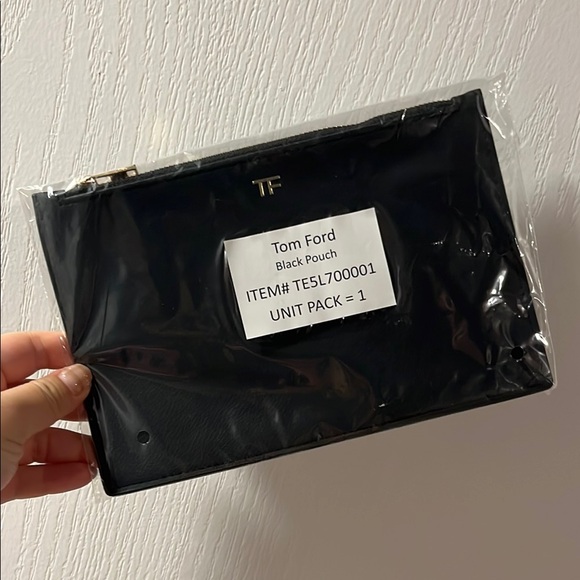 TF
Tom Ford
Black Pouch
ITEM# TE5L700001
UNIT PACK = 1